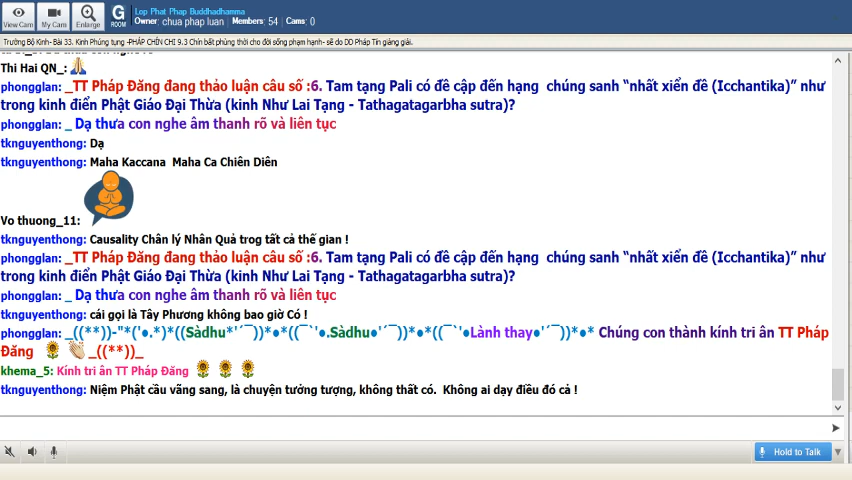 View Cam
My Cam
Enlarge
G
ROOM
Lop Phat Phap Buddhadhamma
Owner: chua phap luan / Members: 54 / Cams: 0
Trường Bộ Kinh- Bài 33. Kinh Phúng tụng -PHÁP CHÍN CHI 9.3 Chín bất phùng thời cho đời sống phạm hạnh- sẽ do DD Pháp Tín giảng giải.
Thi Hai QN_:
phongglan: _TT Pháp Đăng đang thảo luận câu số :6. Tam tạng Pali có đề cập đến hạng chúng sanh “nhất xiển đề (Icchantika)” như
trong kinh điển Phật Giáo Đại Thừa (kinh Như Lai Tạng - Tathagatagarbha sutra)?
phongglan: _ Dạ thưa con nghe âm thanh rõ và liên tục
tknguyenthong: Dạ
tknguyenthong: Maha Kaccana Maha Ca Chiên Diên
Vo thuong_11:
tknguyenthong: Causality Chân lý Nhân Quả trog tất cả thế gian !
phongglan: _TT Pháp Đăng đang thảo luận câu số :6. Tam tạng Pali có đề cập đến hạng chúng sanh “nhất xiển đề (Icchantika)” như
trong kinh điển Phật Giáo Đại Thừa (kinh Như Lai Tạng - Tathagatagarbha sutra)?
phongglan: _ Dạ thưa con nghe âm thanh rõ và liên tục
tknguyenthong: cái gọi là Tây Phương không bao giờ Có !
phongglan: _((**))-"*('●.*)*((Sàdhu*'´¯))*●*((¯`'●.Sàdhu●'´¯))*●*((¯`'●Lành thay●'´¯))*●* Chúng con thành kính tri ân TT Pháp
Đăng _((**))_
khema_5: Kính tri ân TT Pháp Đăng
tknguyenthong: Niệm Phật cầu vãng sang, là chuyện tưởng tượng, không thất có. Không ai dạy điều đó cả !
Hold to Talk